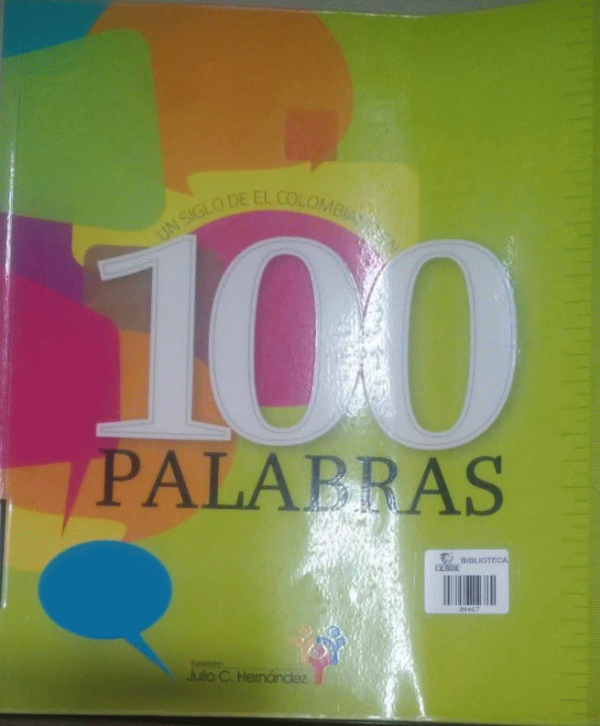 UN SIGLO DE EL COLOMBIANO EN
100
PALABRAS
CESDE BIBLIOTECA
Fundación
Julio C. Hernández